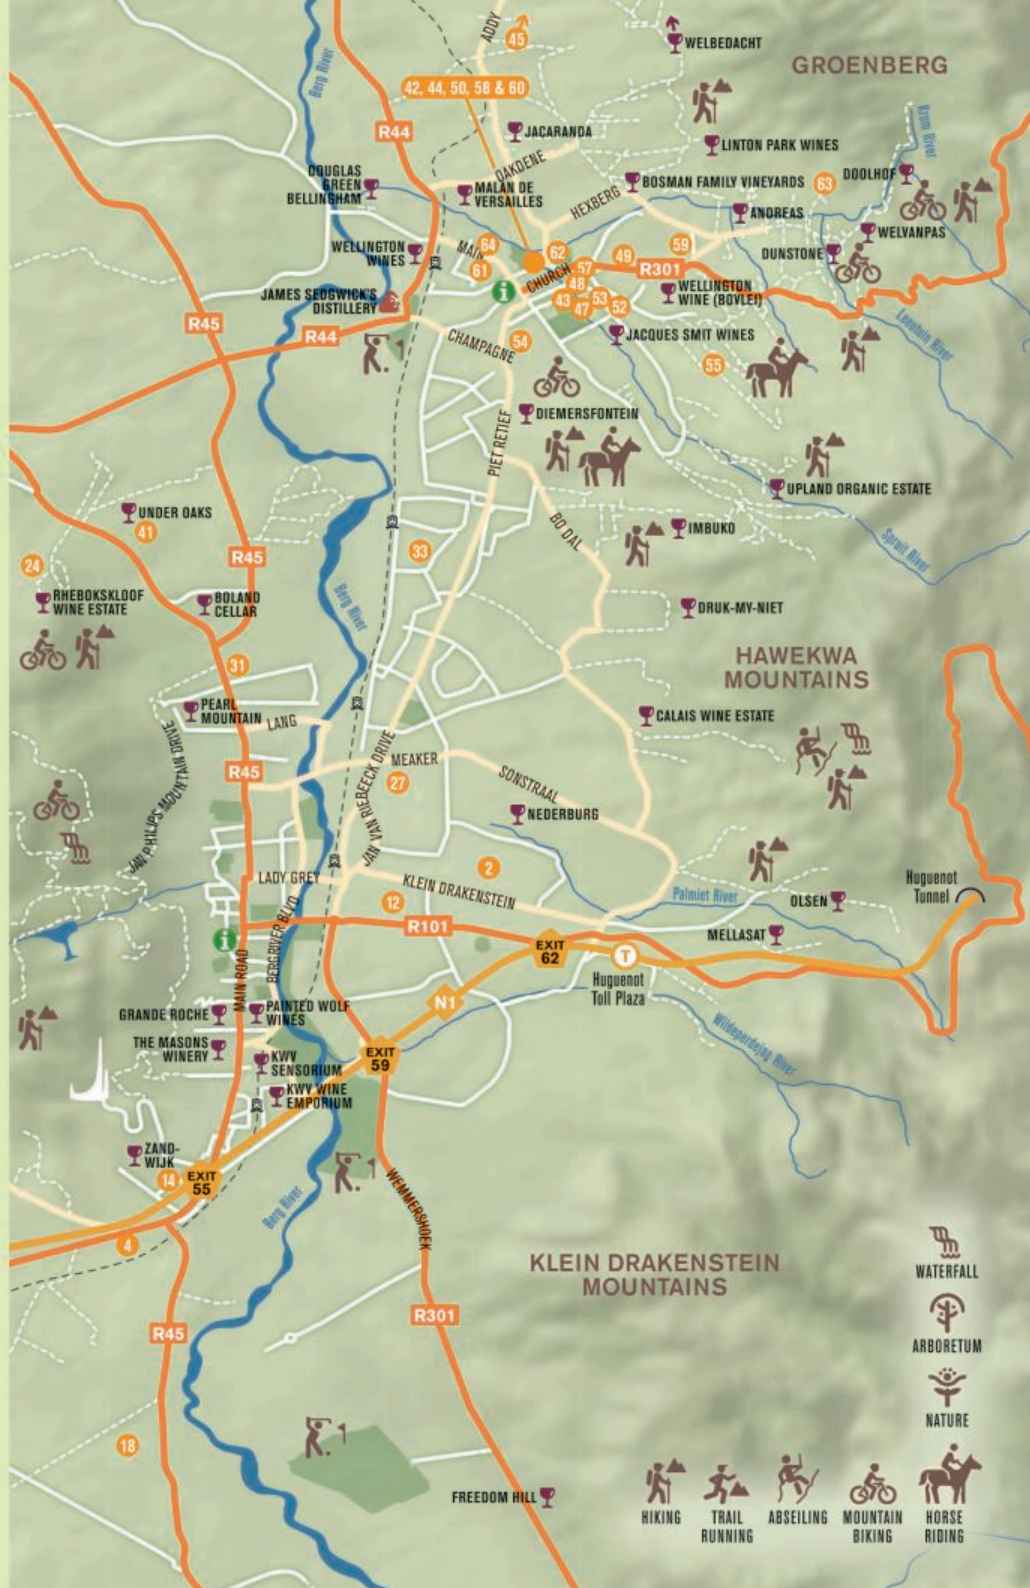 ADDY
45
WELBEDACHT
GROENBERG
Berg River
42, 44, 50, 58 & 60
R44
JACARANDA
LINTON PARK WINES
Krom River
OAKDENE
DOUGLAS
GREEN
BELLINGHAM
MALAN DE
VERSAILLES
HEXBERG
BOSMAN FAMILY VINEYARDS
63
DOOLHOF
ANDREAS
WELVANPAS
WELLINGTON
WINES
MAIN
64
61
62
49
59
DUNSTONE
57
R301
CHURCH
48
i
43
47
53
52
WELLINGTON
WINE (BOVLEI)
JAMES SEDGWICK'S
DISTILLERY
R45
R44
CHAMPAGNE
54
JACQUES SMIT WINES
55
Leeutuin River
DIEMERSFONTEIN
PIET RETIEF
UPLAND ORGANIC ESTATE
UNDER OAKS
41
BO DAL
IMBUKO
Spruit River
R45
33
24
RHEBOKSKLOOF
WINE ESTATE
BOLAND
CELLAR
Berg River
DRUK-MY-NIET
HAWEKWA
MOUNTAINS
31
PEARL
MOUNTAIN
LANG
CALAIS WINE ESTATE
JAN PHILIPS MOUNTAIN DRIVE
R45
JAN VAN RIEBEECK DRIVE
MEAKER
27
SONSTRAAL
NEDERBURG
LADY GREY
2
KLEIN DRAKENSTEIN
12
Palmiet River
OLSEN
Huguenot
Tunnel
BERGRIVER BLVD
R101
MELLASAT
EXIT
62
T
Huguenot
Toll Plaza
i
MAIN ROAD
N1
GRANDE ROCHE
PAINTED WOLF
WINES
Wildeperdejag River
THE MASONS
WINERY
KWV
SENSORIUM
EXIT
59
KWV WINE
EMPORIUM
ZAND-
WIJK
14
EXIT
55
Berg River
WEMMERSHOEK
4
KLEIN DRAKENSTEIN
MOUNTAINS
WATERFALL
R45
R301
ARBORETUM
NATURE
18
FREEDOM HILL
HIKING
TRAIL
RUNNING
ABSEILING
MOUNTAIN
BIKING
HORSE
RIDING